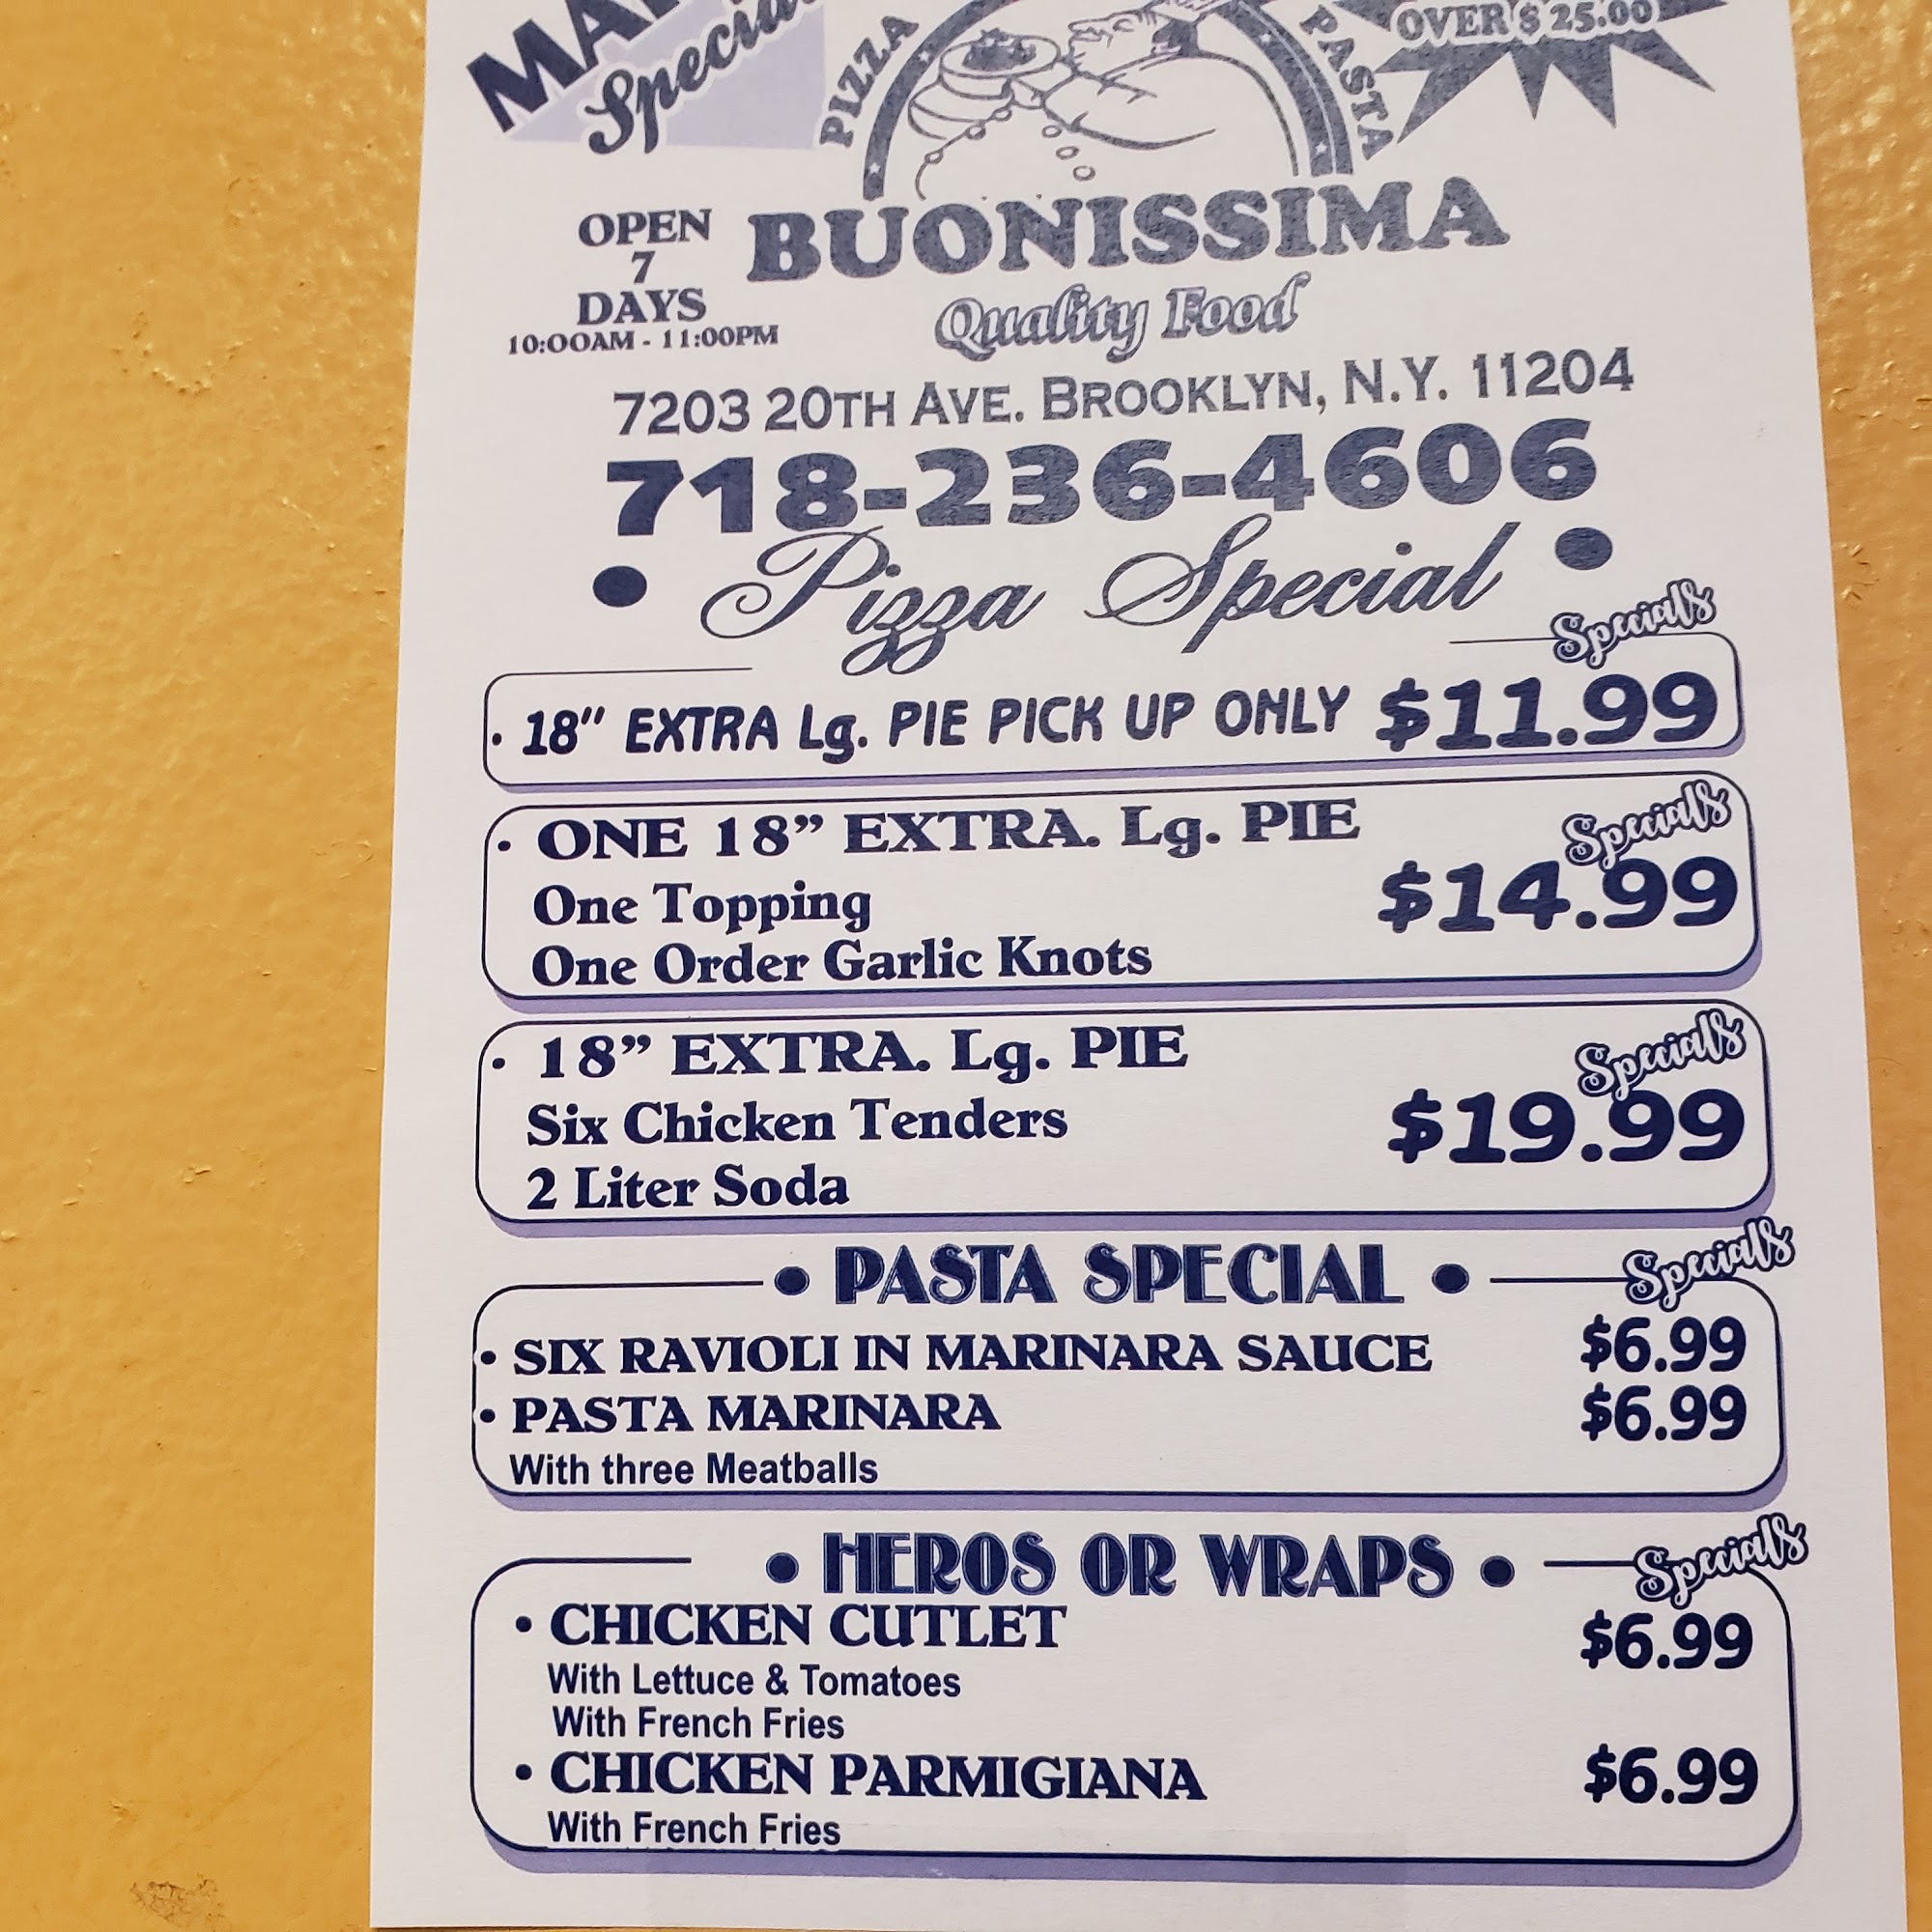 Special
PIZZA
PASTA
OVER $ 25.00
OPEN
7
DAYS
10:00AM - 11:00PM
BUONISSIMA
Quality Food
7203 20TH AVE. BROOKLYN, N.Y. 11204
718-236-4606
• Pizza Special •
Specials
· 18" EXTRA Lg. PIE PICK UP ONLY $11.99
Specials
· ONE 18” EXTRA. Lg. PIE
One Topping
$14.99
One Order Garlic Knots
Specials
· 18” EXTRA. Lg. PIE
Six Chicken Tenders
$19.99
2 Liter Soda
• PASTA SPECIAL •
Specials
• SIX RAVIOLI IN MARINARA SAUCE $6.99
• PASTA MARINARA $6.99
With three Meatballs
• HEROS OR WRAPS •
Specials
• CHICKEN CUTLET $6.99
With Lettuce & Tomatoes
With French Fries
• CHICKEN PARMIGIANA $6.99
With French Fries